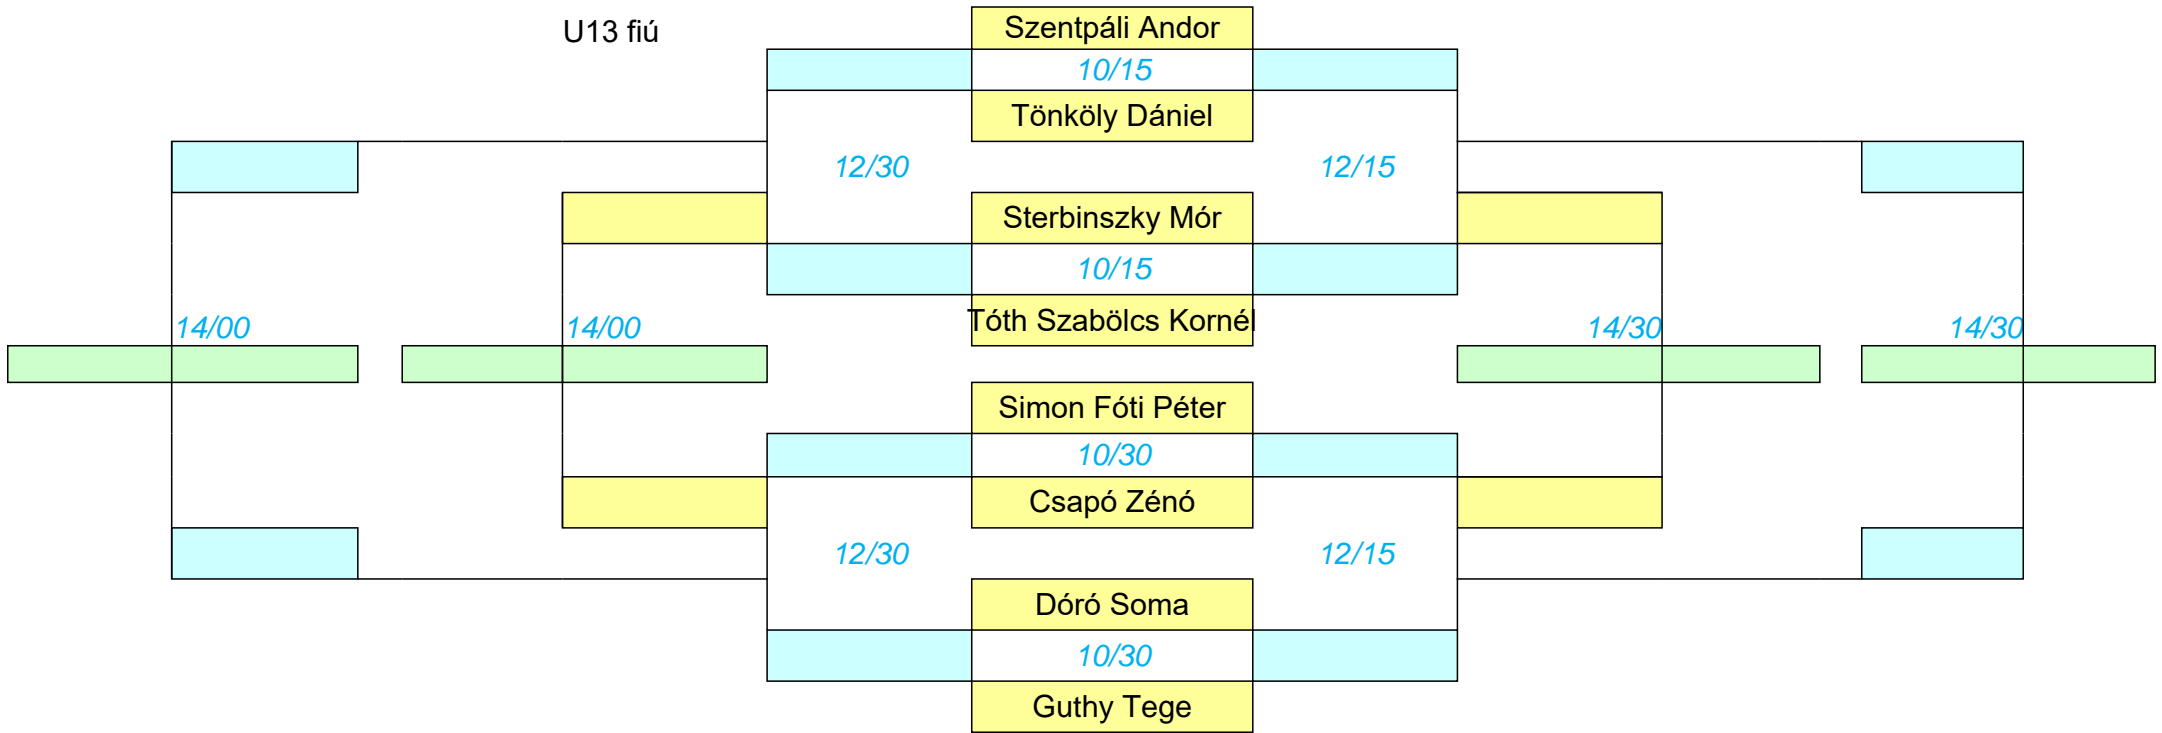 U13 fiú
Szentpáli Andor
10/15
Tönköly Dániel
12/30
12/15
Sterbinszky Mór
10/15
Tóth Szabölcs Kornél
14/00
14/00
14/30
14/30
Simon Fóti Péter
10/30
Csapó Zénó
12/30
12/15
Dóró Soma
10/30
Guthy Tege